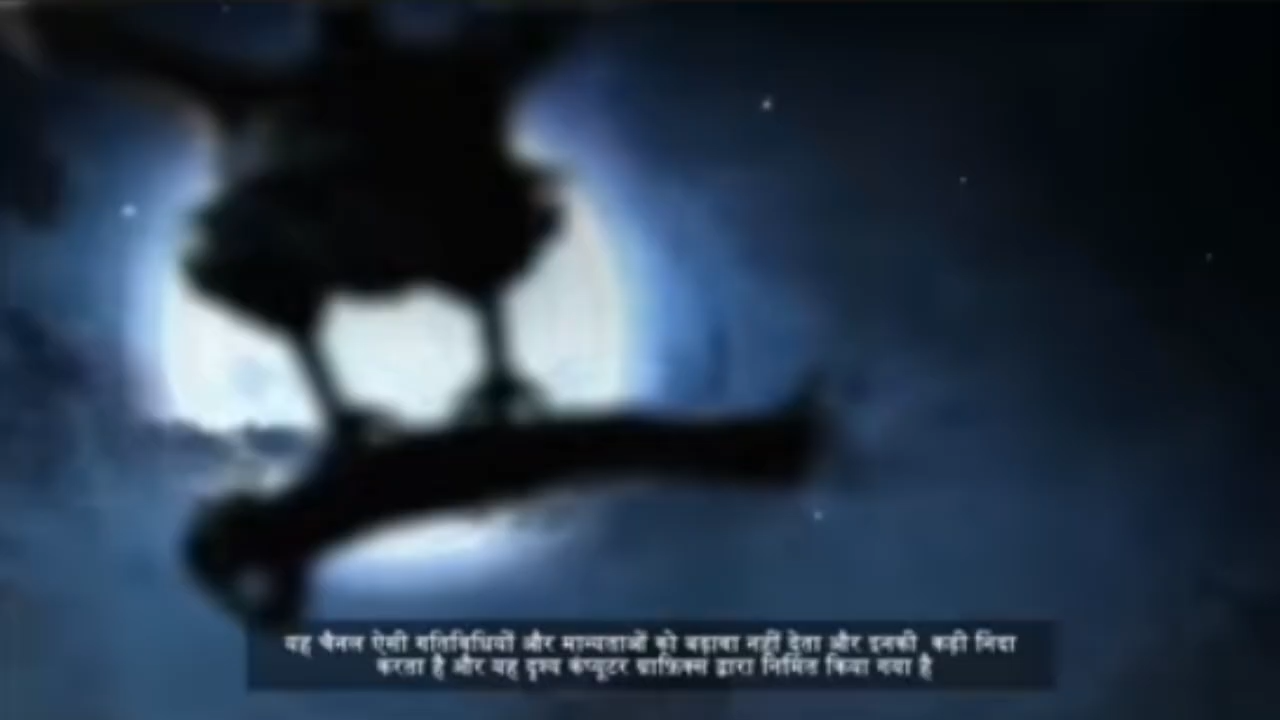 यह चैनल ऐसी गतिविधियों और मान्यताओं को बढ़ावा नहीं देता और इनकी , कड़ी निंदा
करता है और यह दृश्य कंप्यूटर ग्राफ़िक्स द्वारा निर्मित किया गया है